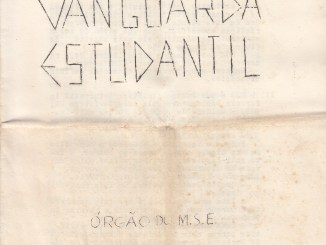 VANGUARDA
ESTUDANTIL
ÓRGÃO DO M.S.E.